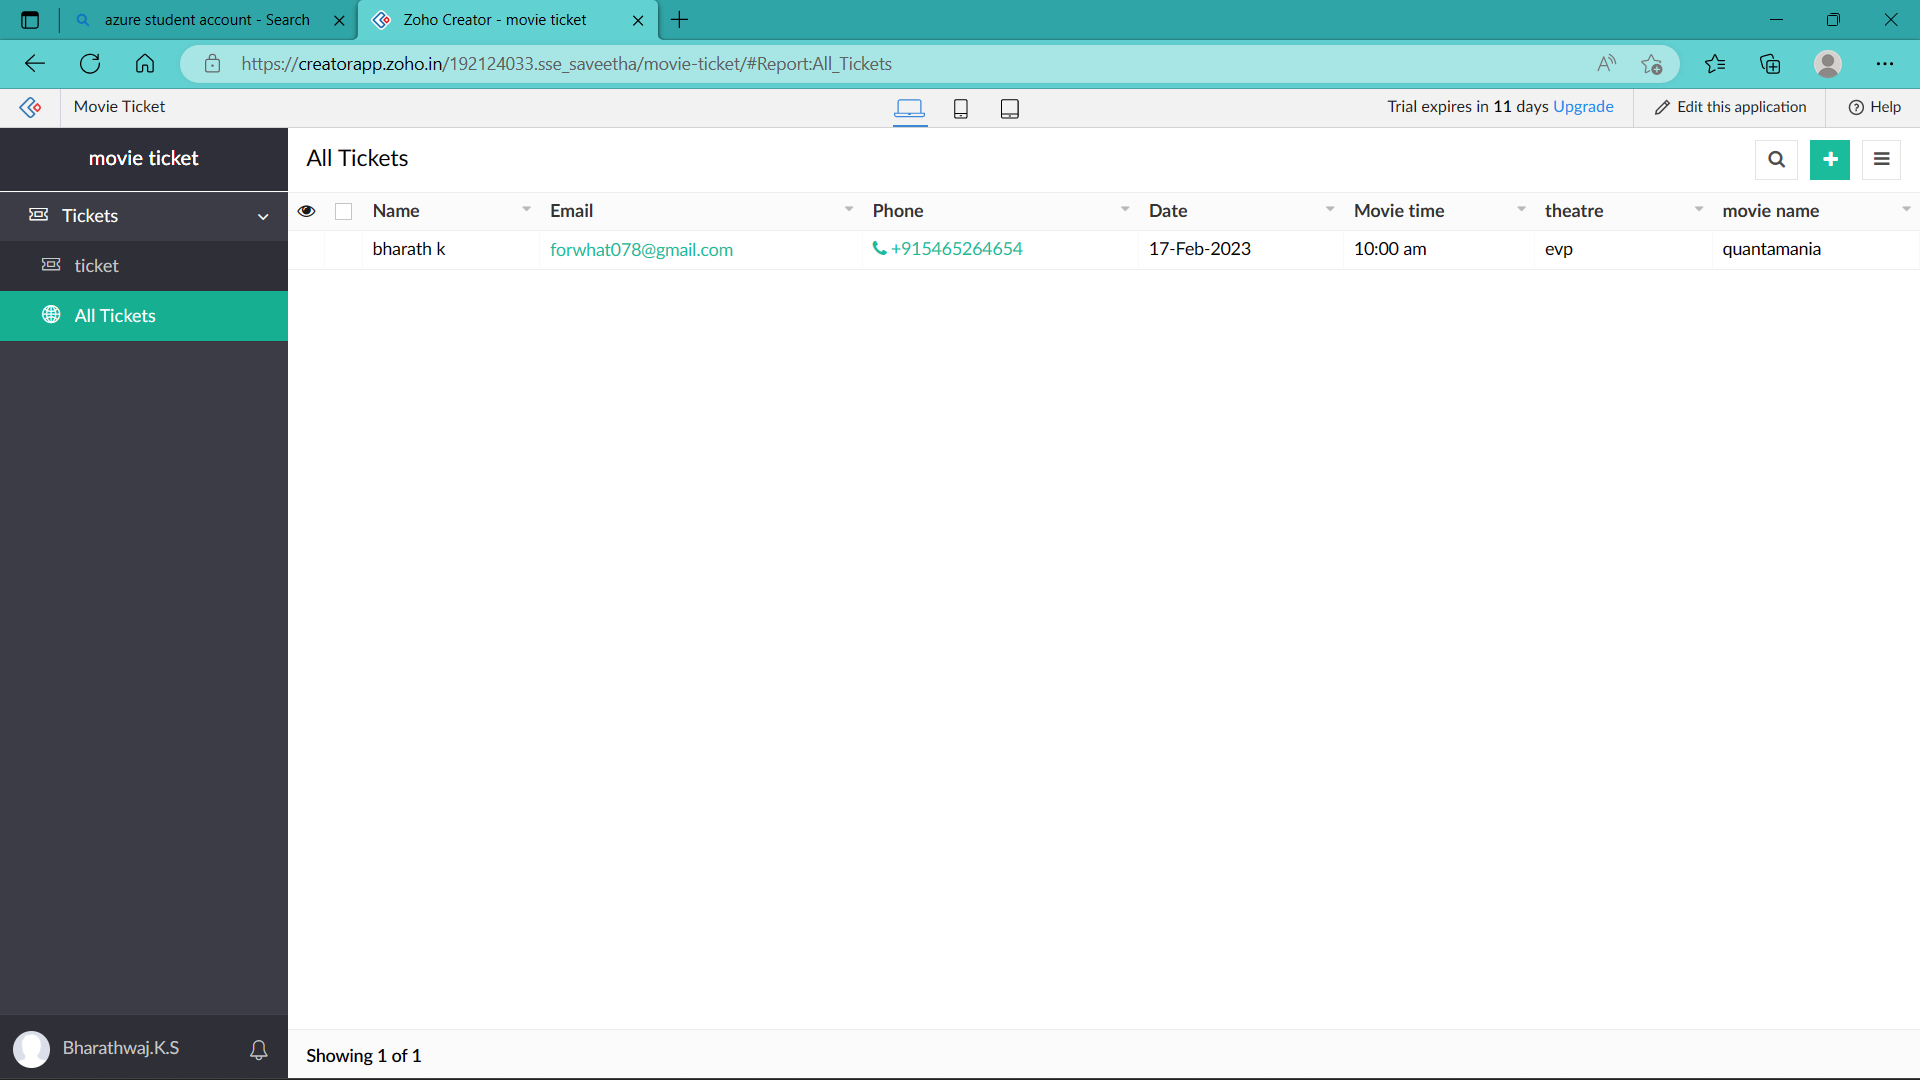 azure student account - Search
Zoho Creator - movie ticket
https://creatorapp.zoho.in/192124033.sse_saveetha/movie-ticket/#Report:All_Tickets
Movie Ticket
Trial expires in 11 days Upgrade
Edit this application
Help
movie ticket
All Tickets
Tickets
Name Email Phone Date Movie time theatre movie name
bharath k forwhat078@gmail.com +915465264654 17-Feb-2023 10:00 am evp quantamania
ticket
All Tickets
Bharathwaj.K.S
Showing 1 of 1